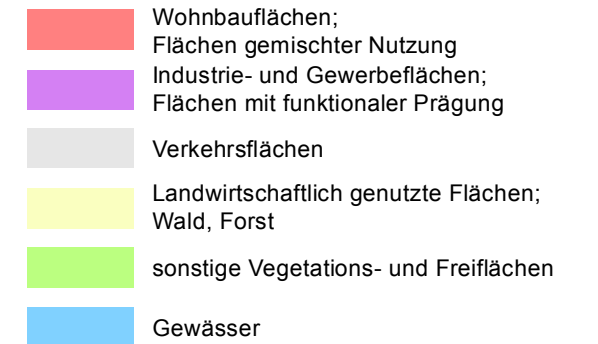 Wohnbauflächen;
Flächen gemischter Nutzung
Industrie- und Gewerbeflächen;
Flächen mit funktionaler Prägung
Verkehrsflächen
Landwirtschaftlich genutzte Flächen;
Wald, Forst
sonstige Vegetations- und Freiflächen
Gewässer